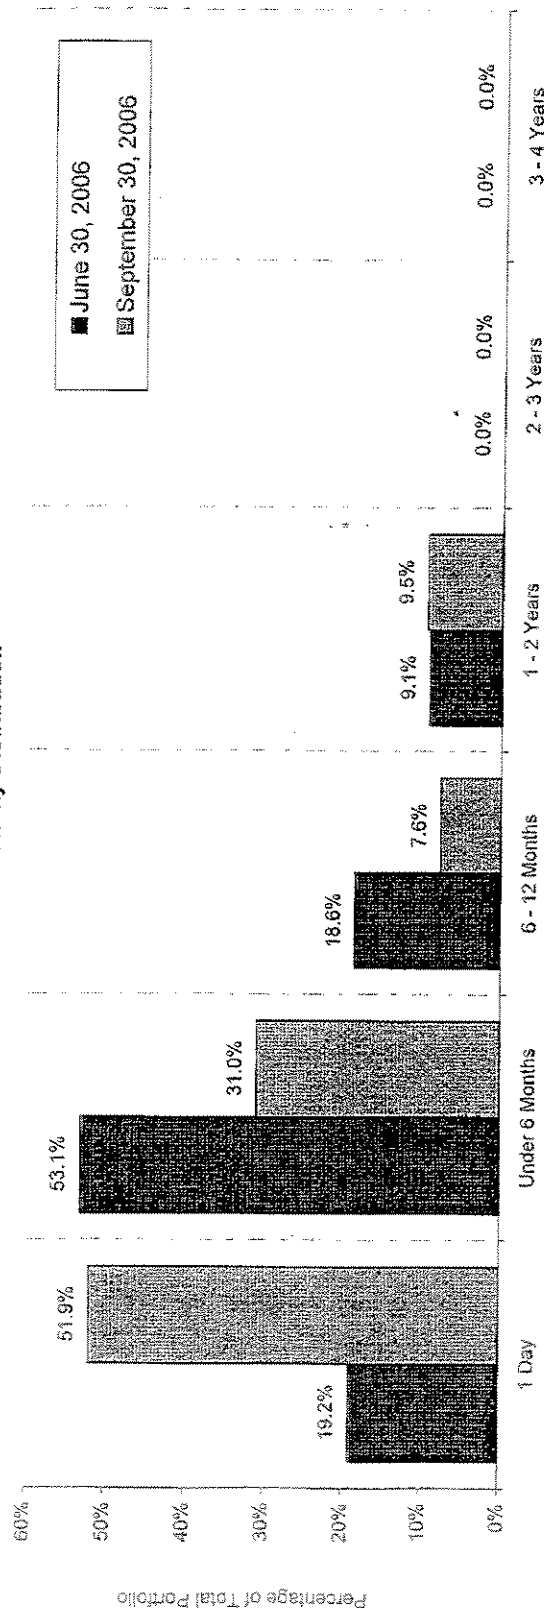 June 30, 2006
September 30, 2006
Percentage of Total Portfolio
60%
50%
40%
30%
20%
10%
0%
19.2%
51.9%
53.1%
31.0%
18.6%
7.6%
9.1%
9.5%
0.0%
0.0%
0.0%
0.0%
1 Day
Under 6 Months
6 - 12 Months
1 - 2 Years
2 - 3 Years
3 - 4 Years